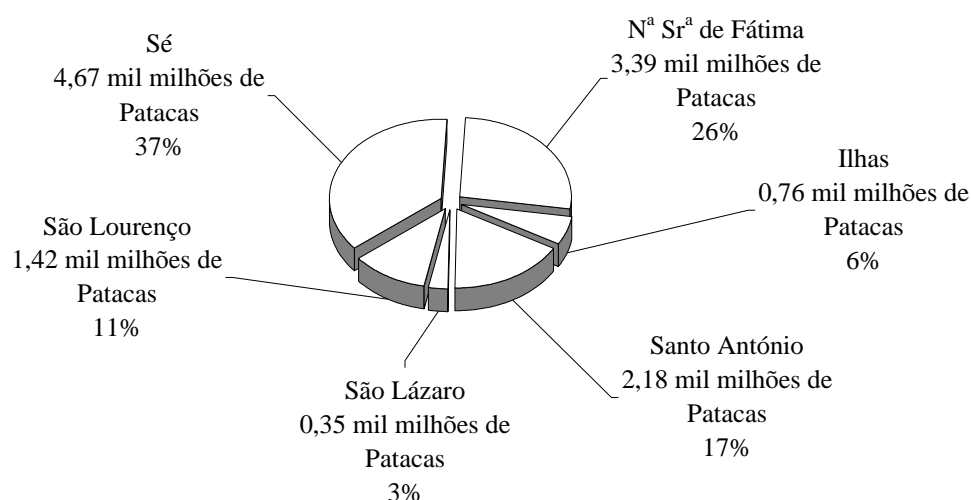 Sé
4,67 mil milhões de
Patacas
37%
Nª Srª de Fátima
3,39 mil milhões de
Patacas
26%
Ilhas
0,76 mil milhões de
Patacas
6%
São Lourenço
1,42 mil milhões de
Patacas
11%
São Lázaro
0,35 mil milhões de
Patacas
3%
Santo António
2,18 mil milhões de
Patacas
17%